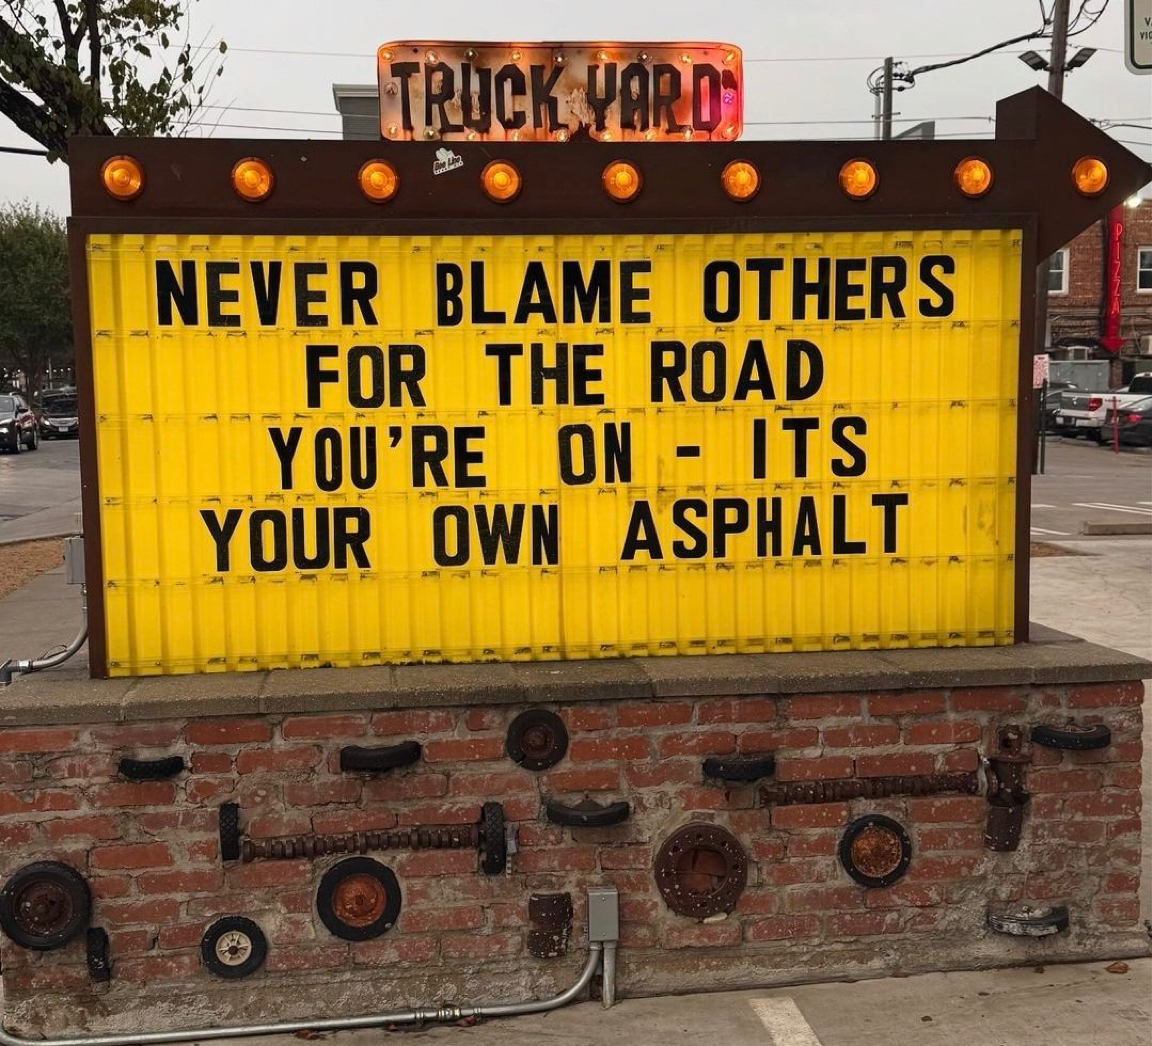 TRUCK YARD
NEVER BLAME OTHERS
FOR THE ROAD
YOU'RE ON - ITS
YOUR OWN ASPHALT
PIZZA